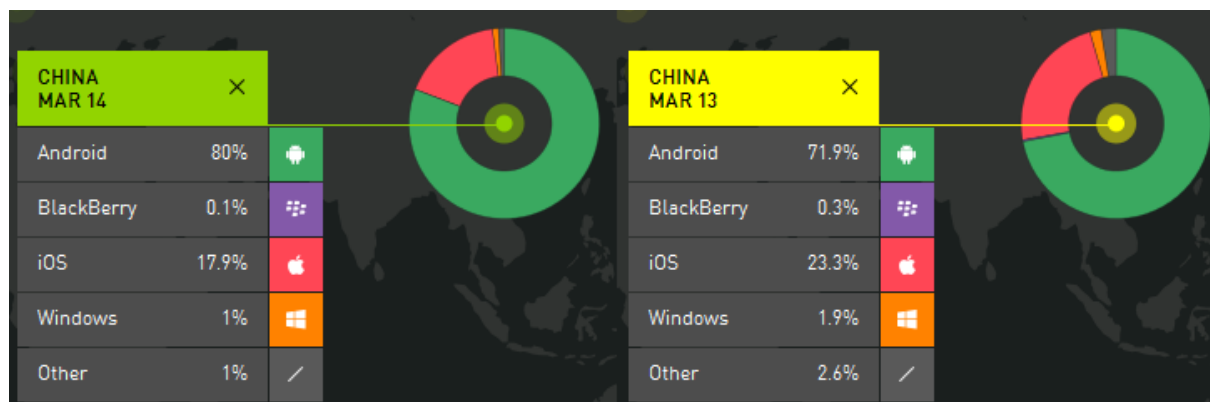 CHINA
MAR 14
Android 80%
BlackBerry 0.1%
iOS 17.9%
Windows 1%
Other 1%
CHINA
MAR 13
Android 71.9%
BlackBerry 0.3%
iOS 23.3%
Windows 1.9%
Other 2.6%